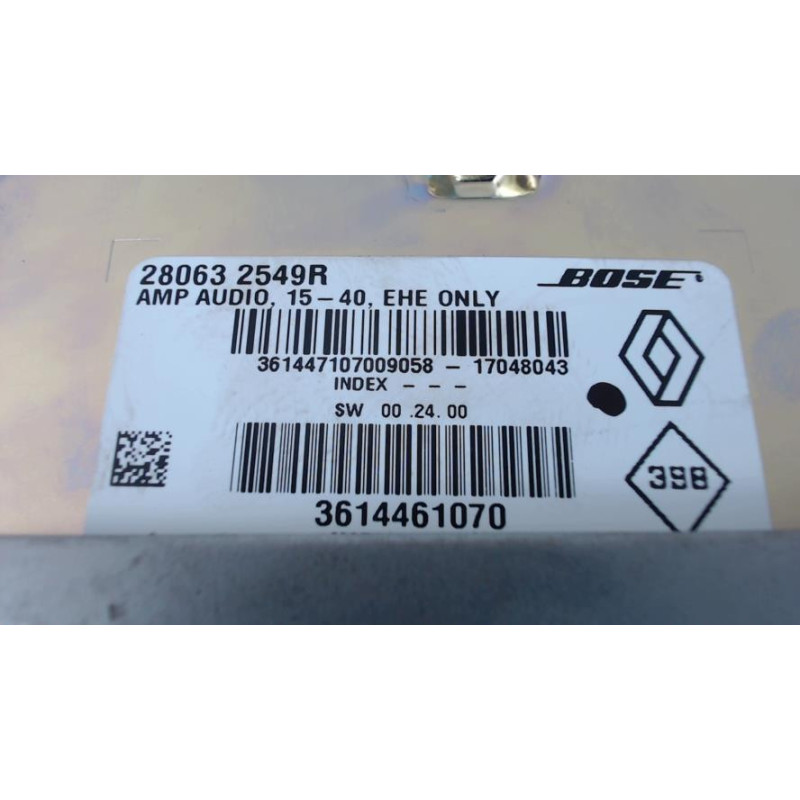 28063 2549R
BOSE
AMP AUDIO, 15-40, EHE ONLY
361447107009058 - 17048043
INDEX - - -
SW 00 .24. 00
398
3614461070